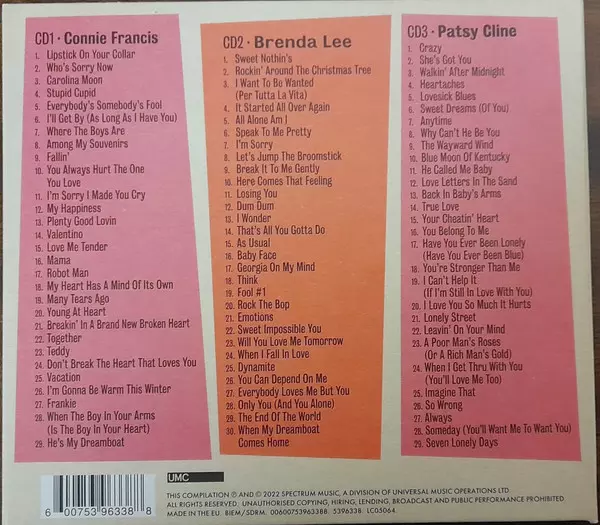 CD1 · Connie Francis
1. Lipstick On Your Collar
2. Who's Sorry Now
3. Carolina Moon
4. Stupid Cupid
5. Everybody's Somebody's Fool
6. I'll Get By (As Long As I Have You)
7. Where The Boys Are
8. Among My Souvenirs
9. Fallin'
10. You Always Hurt The One
You Love
11. I'm Sorry I Made You Cry
12. My Happiness
13. Plenty Good Lovin
14. Valentino
15. Love Me Tender
16. Mama
17. Robot Man
18. My Heart Has A Mind Of Its Own
19. Many Tears Ago
20. Young At Heart
21. Breakin' In A Brand New Broken Heart
22. Together
23. Teddy
24. Don't Break The Heart That Loves You
25. Vacation
26. I'm Gonna Be Warm This Winter
27. Frankie
28. When The Boy In Your Arms
(Is The Boy In Your Heart)
29. He's My Dreamboat
CD2 · Brenda Lee
1. Sweet Nothin's
2. Rockin' Around The Christmas Tree
3. I Want To Be Wanted
(Per Tutta La Vita)
4. It Started All Over Again
5. All Alone Am I
6. Speak To Me Pretty
7. I'm Sorry
8. Let's Jump The Broomstick
9. Break It To Me Gently
10. Here Comes That Feeling
11. Losing You
12. Dum Dum
13. I Wonder
14. That's All You Gotta Do
15. As Usual
16. Baby Face
17. Georgia On My Mind
18. Think
19. Fool #1
20. Rock The Bop
21. Emotions
22. Sweet Impossible You
23. Will You Love Me Tomorrow
24. When I Fall In Love
25. Dynamite
26. You Can Depend On Me
27. Everybody Loves Me But You
28. Only You (And You Alone)
29. The End Of The World
30. When My Dreamboat
Comes Home
CD3 · Patsy Cline
1. Crazy
2. She's Got You
3. Walkin' After Midnight
4. Heartaches
5. Lovesick Blues
6. Sweet Dreams (Of You)
7. Anytime
8. Why Can't He Be You
9. The Wayward Wind
10. Blue Moon Of Kentucky
11. He Called Me Baby
12. Love Letters In The Sand
13. Back In Baby's Arms
14. True Love
15. Your Cheatin' Heart
16. You Belong To Me
17. Have You Ever Been Lonely
(Have You Ever Been Blue)
18. You're Stronger Than Me
19. I Can't Help It
(If I'm Still In Love With You)
20. I Love You So Much It Hurts
21. Lonely Street
22. Leavin' On Your Mind
23. A Poor Man's Roses
(Or A Rich Man's Gold)
24. When I Get Thru With You
(You'll Love Me Too)
25. Imagine That
26. So Wrong
27. Always
28. Someday (You'll Want Me To Want You)
29. Seven Lonely Days
6 00753 96338 8
UMC
THIS COMPILATION ℗ AND © 2022 SPECTRUM MUSIC, A DIVISION OF UNIVERSAL MUSIC OPERATIONS LTD.
ALL RIGHTS RESERVED. UNAUTHORISED COPYING, HIRING, LENDING, BROADCAST AND PUBLIC PERFORMANCE PROHIBITED
MADE IN THE EU. BIEM/SDRM. 00600753963388. 5396338. LC05064